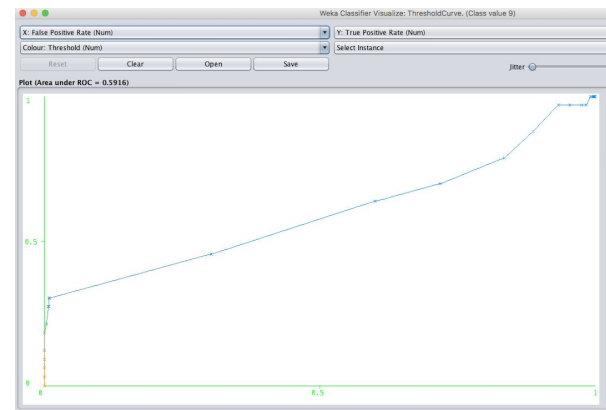 Weka Classifier Visualize: ThresholdCurve. (Class value 9)
X: False Positive Rate (Num) Y: True Positive Rate (Num)
Colour: Threshold (Num) Select Instance
Reset Clear Open Save Jitter
Plot (Area under ROC = 0.5916)
1
0.5
0
0 0.5 1